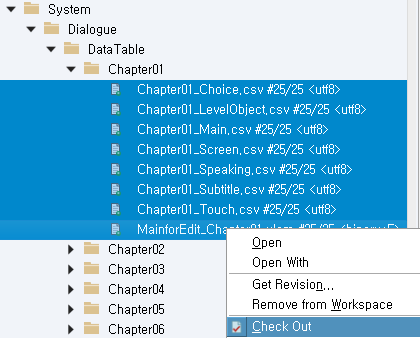 System
Dialogue
DataTable
Chapter01
Chapter01_Choice,csv #25/25 <utf8>
Chapter01_LevelObject,csv #25/25 <utf8>
Chapter01_Main,csv #25/25 <utf8>
Chapter01_Screen,csv #25/25 <utf8>
Chapter01_Speaking,csv #25/25 <utf8>
Chapter01_Subtitle,csv #25/25 <utf8>
Chapter01_Touch,csv #25/25 <utf8>
MainforEdit_Chapter01,xlsm #25/25
Chapter02
Open
Chapter03
Open With
Chapter04
Get Revision...
Chapter05
Remove from Workspace
Chapter06
Check Out